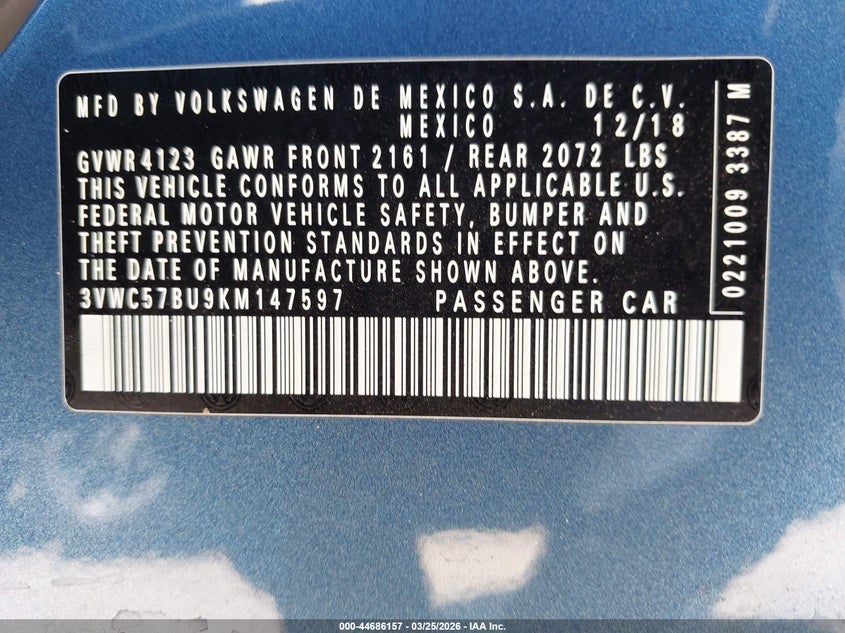 MFD BY VOLKSWAGEN DE MEXICO S.A. DE C.V.
MEXICO 12/18
GVWR 4123 GAWR FRONT 2161 / REAR 2072 LBS
THIS VEHICLE CONFORMS TO ALL APPLICABLE U.S.
FEDERAL MOTOR VEHICLE SAFETY, BUMPER AND
THEFT PREVENTION STANDARDS IN EFFECT ON
THE DATE OF MANUFACTURE SHOWN ABOVE.
3VWC57BU9KM147597 PASSENGER CAR
0221009 3387 M
000-44686157 - 03/25/2026 - IAA Inc.